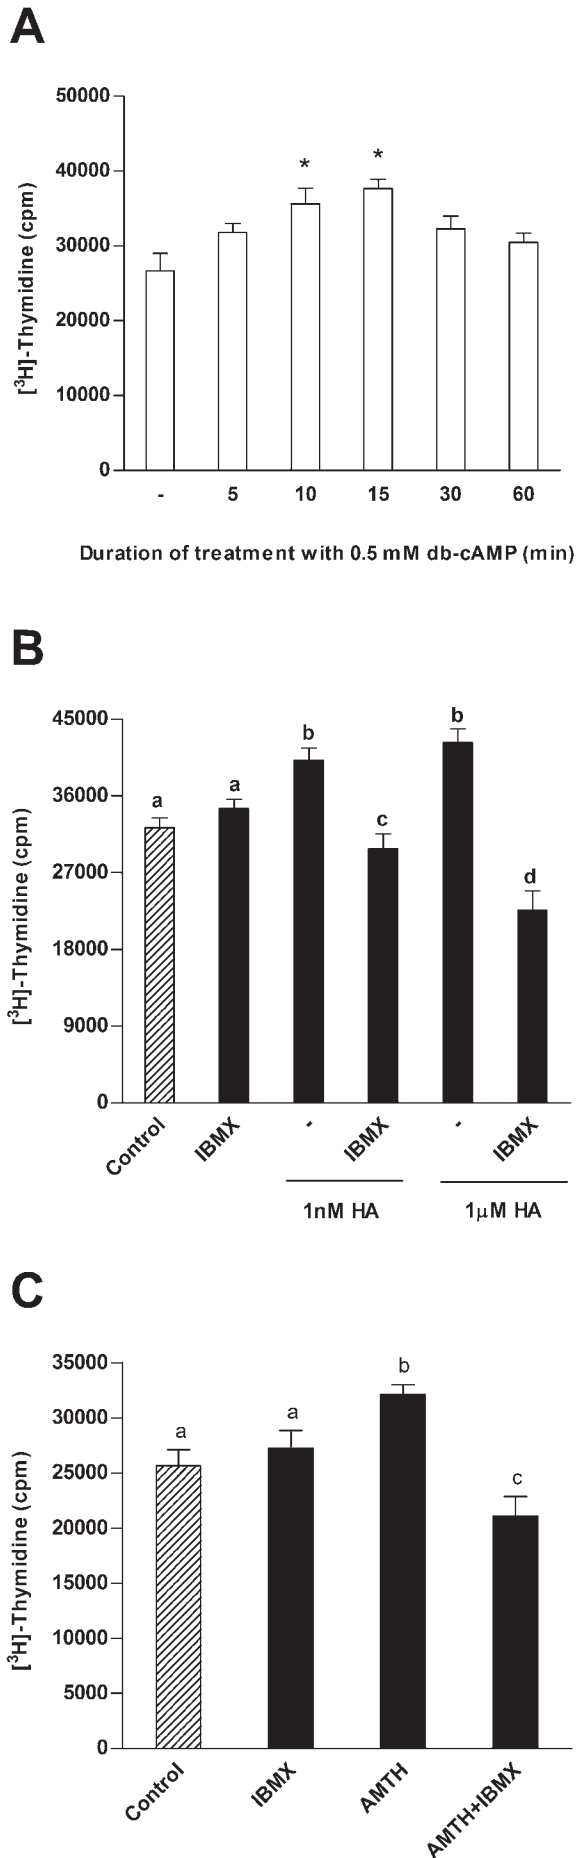 A
50000
40000
30000
20000
10000
0
[³H]-Thymidine (cpm)
* *
- 5 10 15 30 60
Duration of treatment with 0.5 mM db-cAMP (min)
B
45000
36000
27000
18000
9000
0
[³H]-Thymidine (cpm)
a a b c b d
Control IBMX - IBMX - IBMX
1nM HA 1μM HA
C
35000
30000
25000
20000
15000
10000
5000
0
[³H]-Thymidine (cpm)
a a b c
Control IBMX AMTH AMTH+IBMX